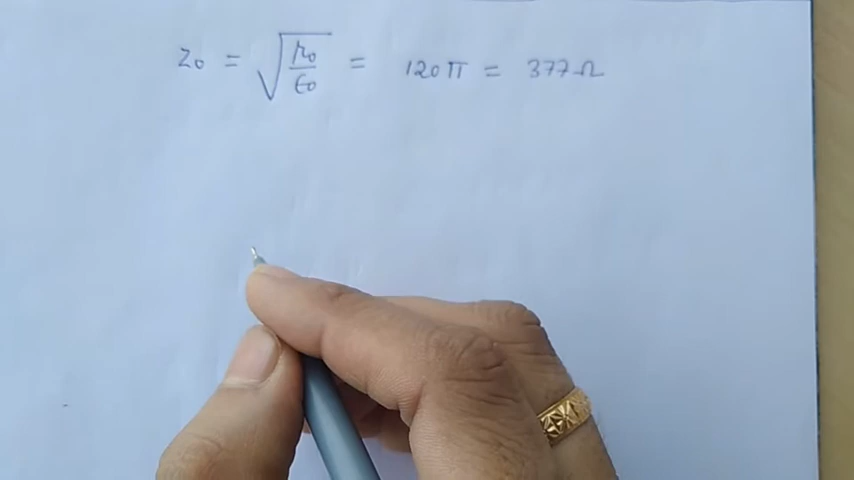 Z₀ = √(μ₀/ε₀) = 120π = 377Ω